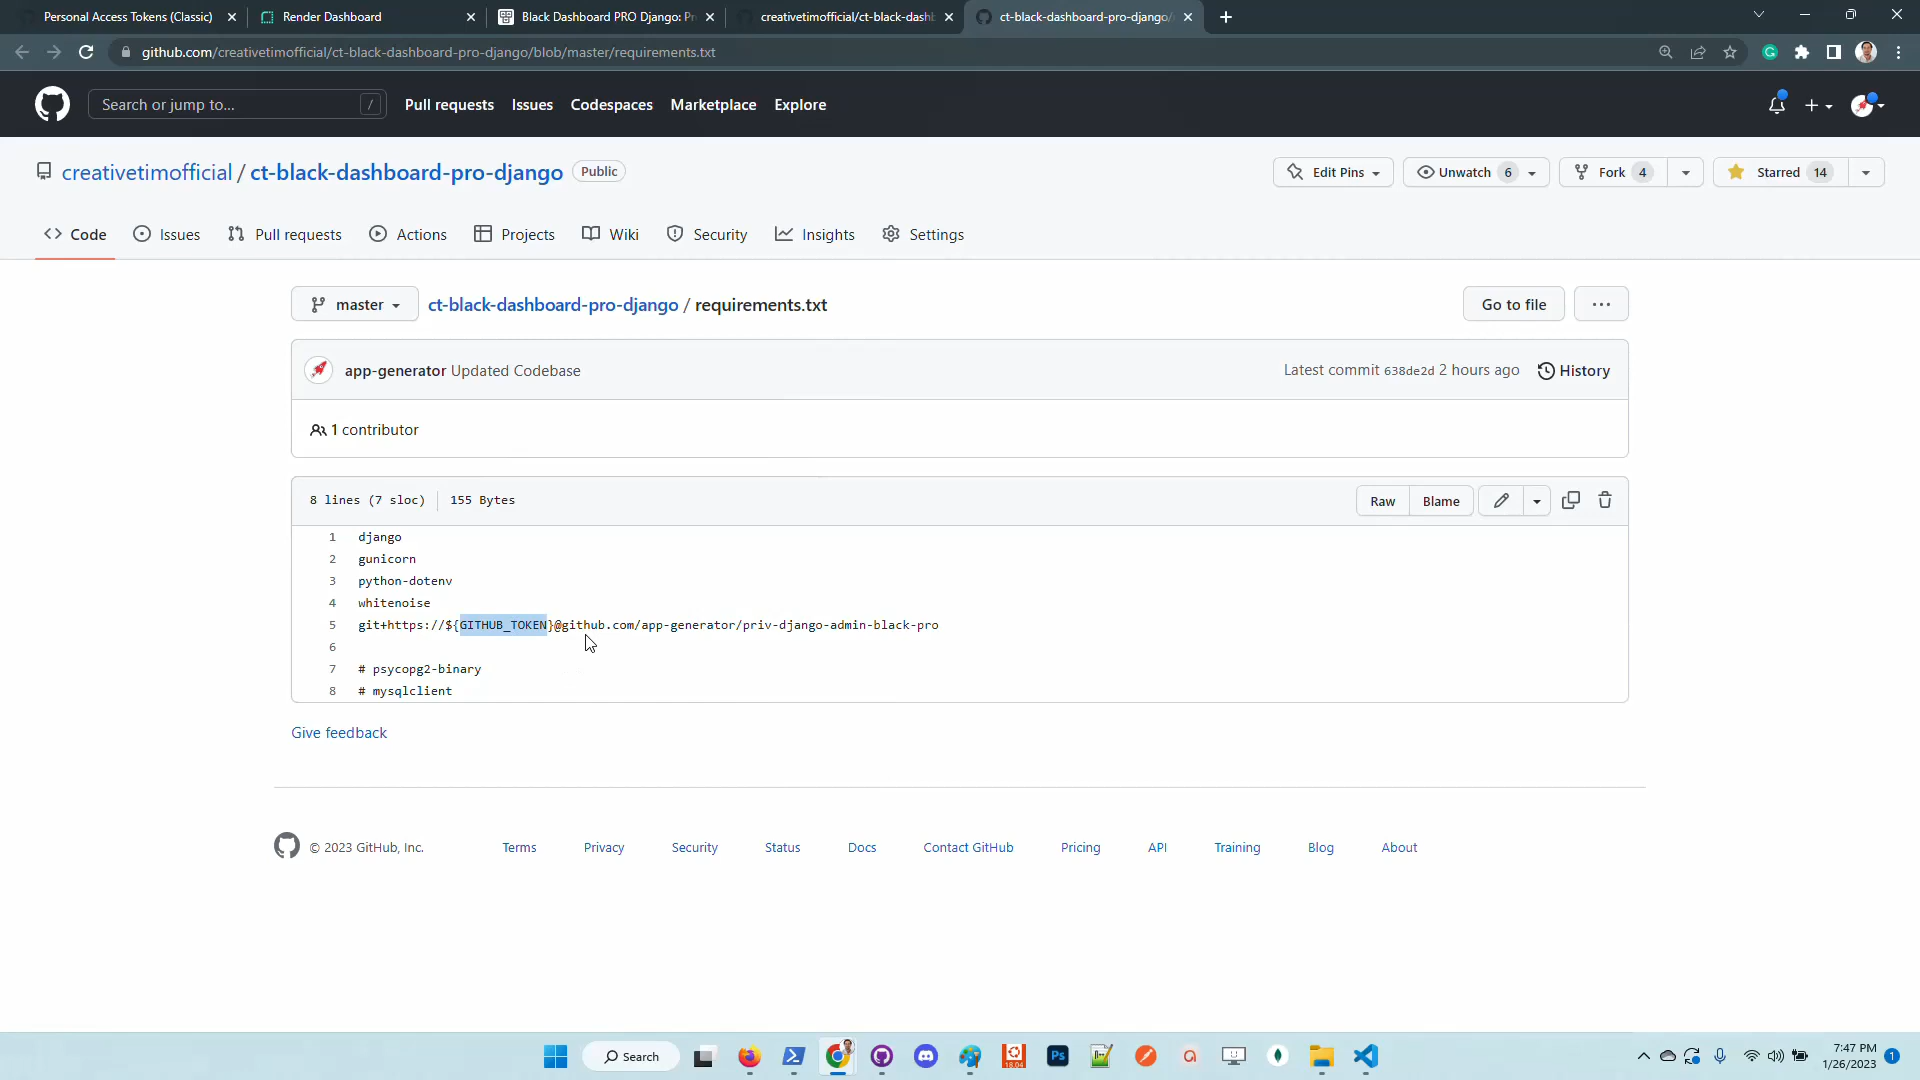 Personal Access Tokens (Classic)
Render Dashboard
Black Dashboard PRO Django: Pr
creativetimofficial/ct-black-dashb
ct-black-dashboard-pro-django/
github.com/creativetimofficial/ct-black-dashboard-pro-django/blob/master/requirements.txt
Search or jump to...
/
Pull requests
Issues
Codespaces
Marketplace
Explore
creativetimofficial / ct-black-dashboard-pro-django
Public
Edit Pins
Unwatch 6
Fork 4
Starred 14
Code
Issues
Pull requests
Actions
Projects
Wiki
Security
Insights
Settings
master
ct-black-dashboard-pro-django / requirements.txt
Go to file
app-generator Updated Codebase
Latest commit 638de2d 2 hours ago
History
1 contributor
8 lines (7 sloc)
155 Bytes
Raw
Blame
1 django
2 gunicorn
3 python-dotenv
4 whitenoise
5 git+https://${GITHUB_TOKEN}@github.com/app-generator/priv-django-admin-black-pro
6
7 # psycopg2-binary
8 # mysqlclient
Give feedback
© 2023 GitHub, Inc.
Terms
Privacy
Security
Status
Docs
Contact GitHub
Pricing
API
Training
Blog
About
Search
Ps
18.04
7:47 PM
1/26/2023
1